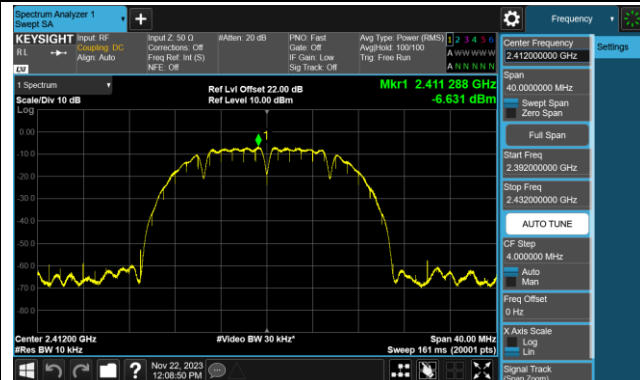 Spectrum Analyzer 1
Swept SA
Frequency
KEYSIGHT
Input: RF
Coupling: DC
Align: Auto
Input Z: 50 Ω
Corrections: Off
Freq Ref: Int (S)
NFE: Off
#Atten: 20 dB
PNO: Fast
Gate: Off
IF Gain: Low
Sig Track: Off
Avg Type: Power (RMS)
Avg|Hold: 100/100
Trig: Free Run
1 2 3 4 5 6
A W W W W W
A N N N N N
RL
LXI
1 Spectrum
Scale/Div 10 dB
Log
Ref Lvl Offset 22.00 dB
Ref Level 10.00 dBm
Mkr1 2.411 288 GHz
-6.631 dBm
1
0.00
-10.0
-20.0
-30.0
-40.0
-50.0
-60.0
-70.0
-80.0
Center 2.41200 GHz
#Res BW 10 kHz
#Video BW 30 kHz*
Span 40.00 MHz
Sweep 161 ms (20001 pts)
Nov 22, 2023
12:08:50 PM
Center Frequency
2.412000000 GHz
Span
40.0000000 MHz
Swept Span
Zero Span
Full Span
Start Freq
2.392000000 GHz
Stop Freq
2.432000000 GHz
AUTO TUNE
CF Step
4.000000 MHz
Auto
Man
Freq Offset
0 Hz
X Axis Scale
Log
Lin
Signal Track
(Span Zoom)
Settings